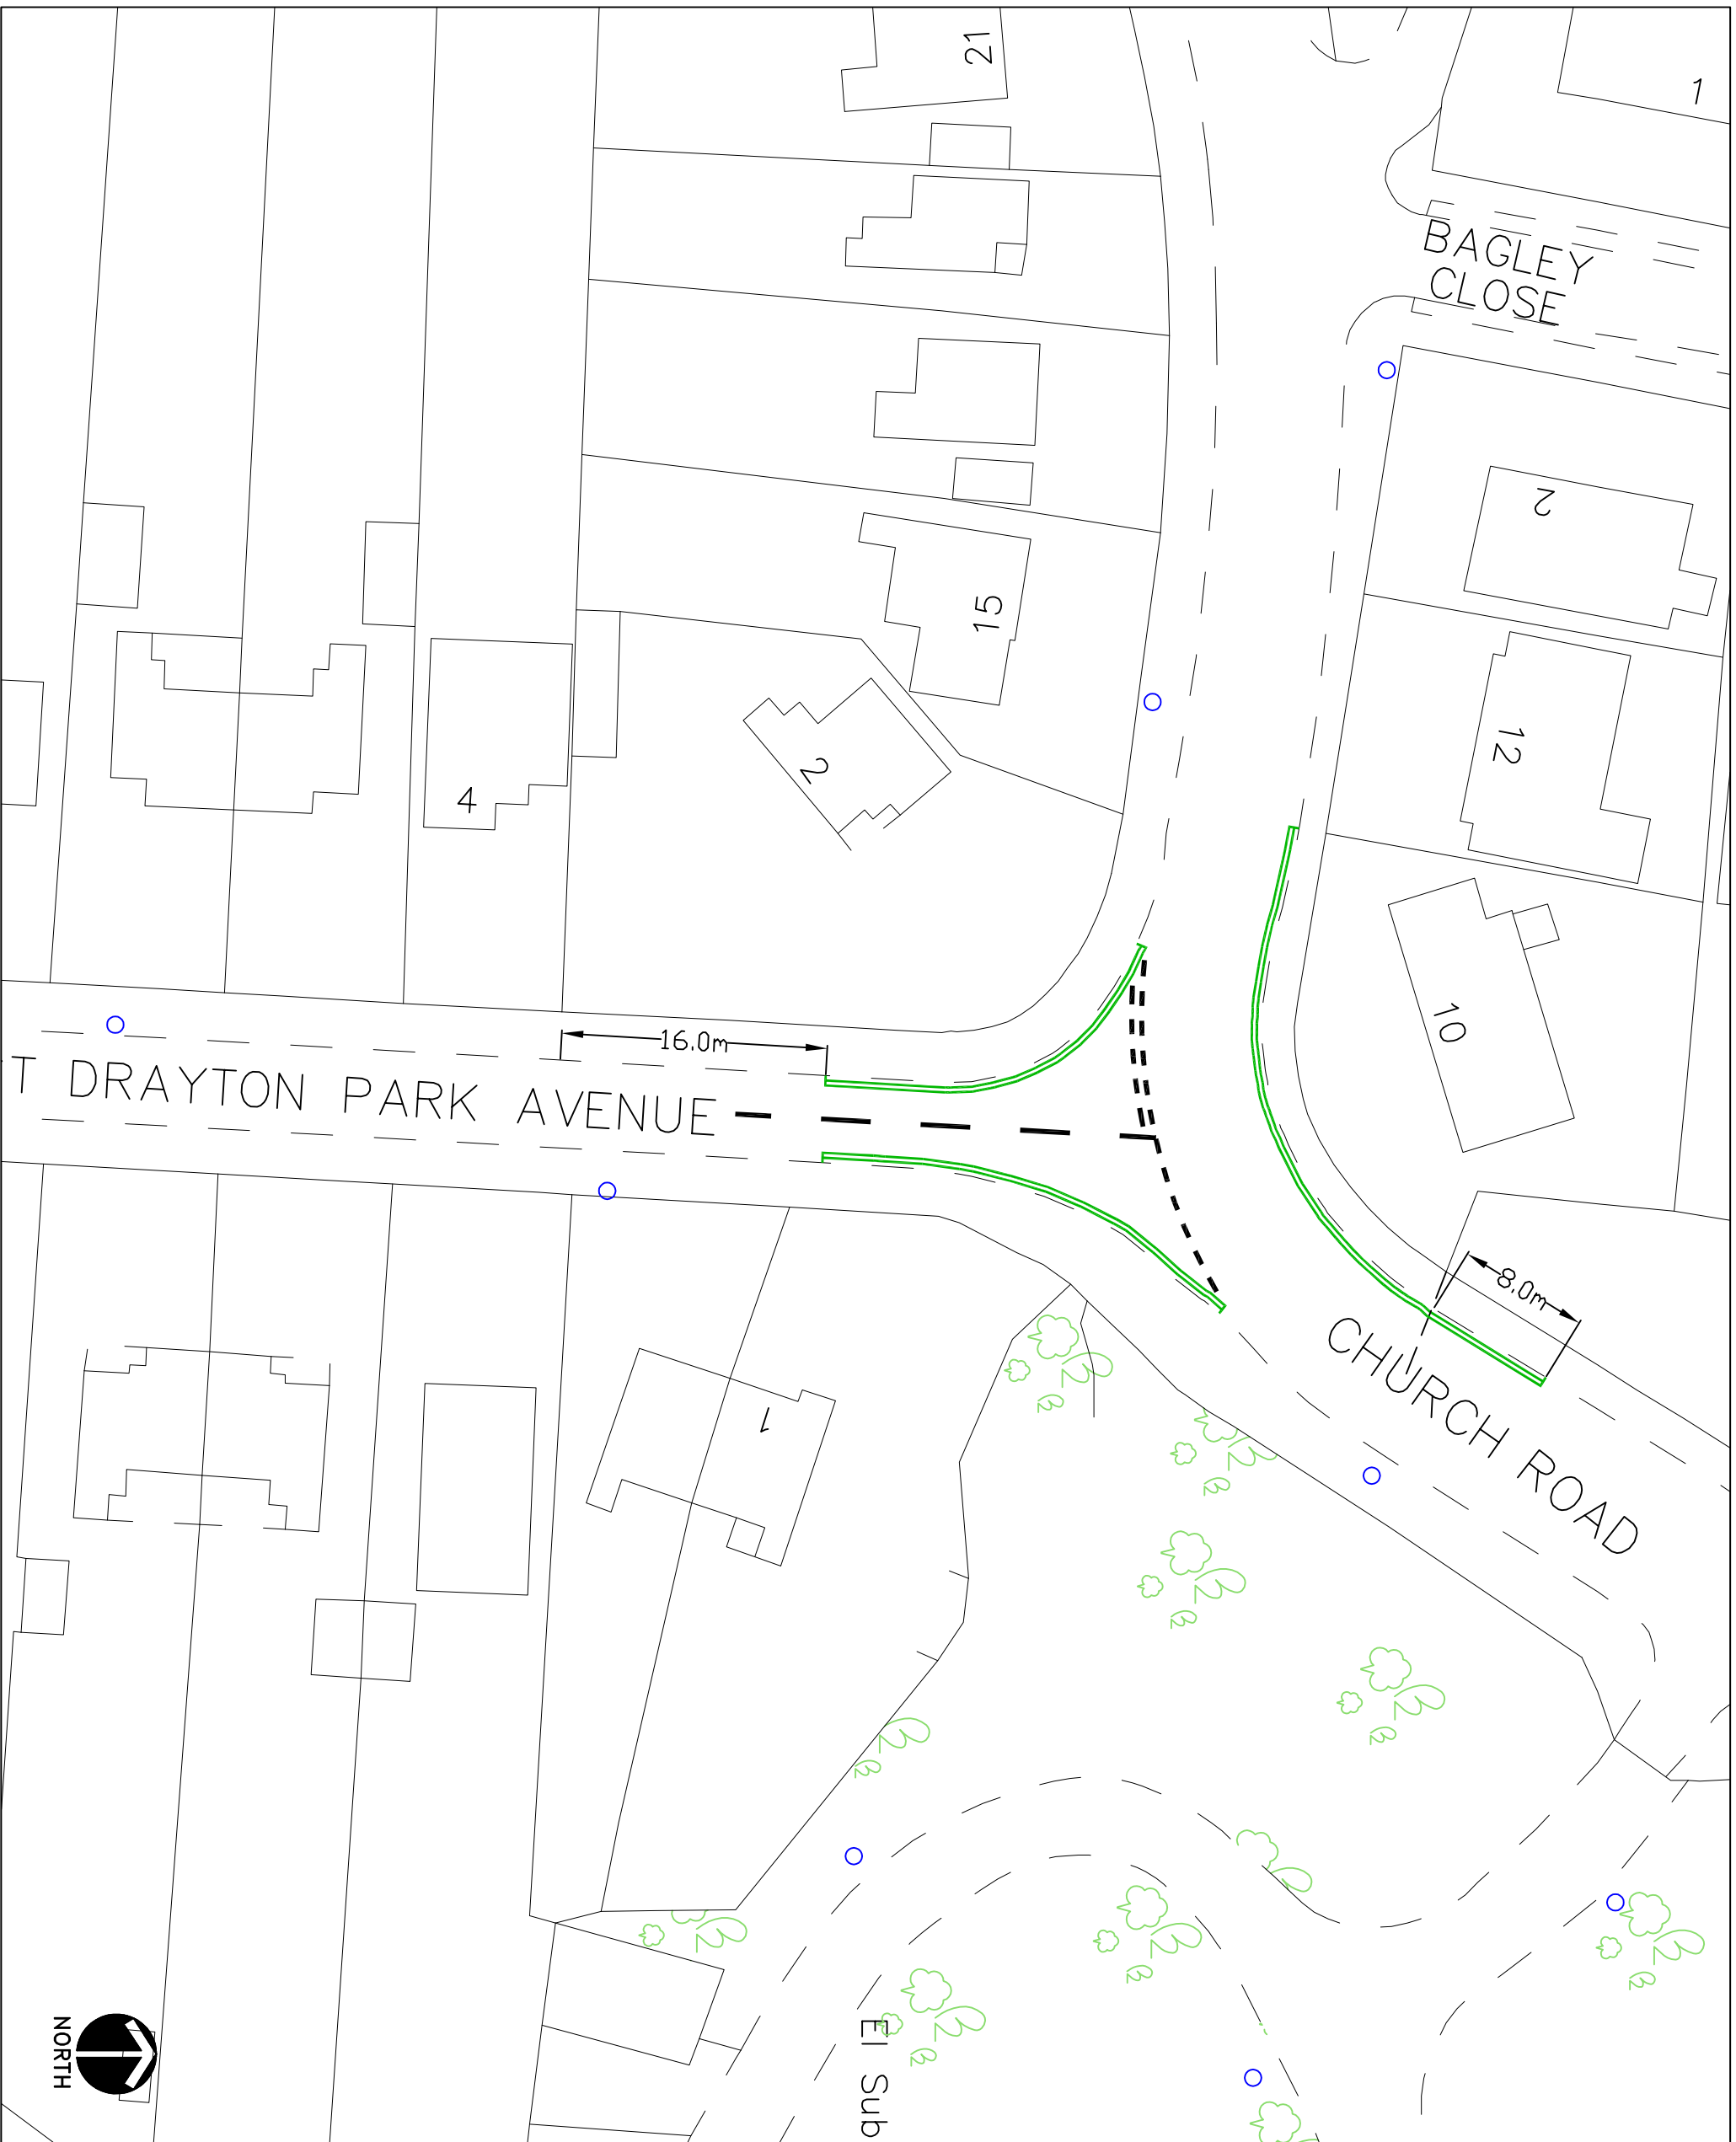 21
1
BAGLEY
CLOSE
2
15
12
2
4
10
16.0m
T DRAYTON PARK AVENUE
8.0m
CHURCH ROAD
1
El Sub
NORTH